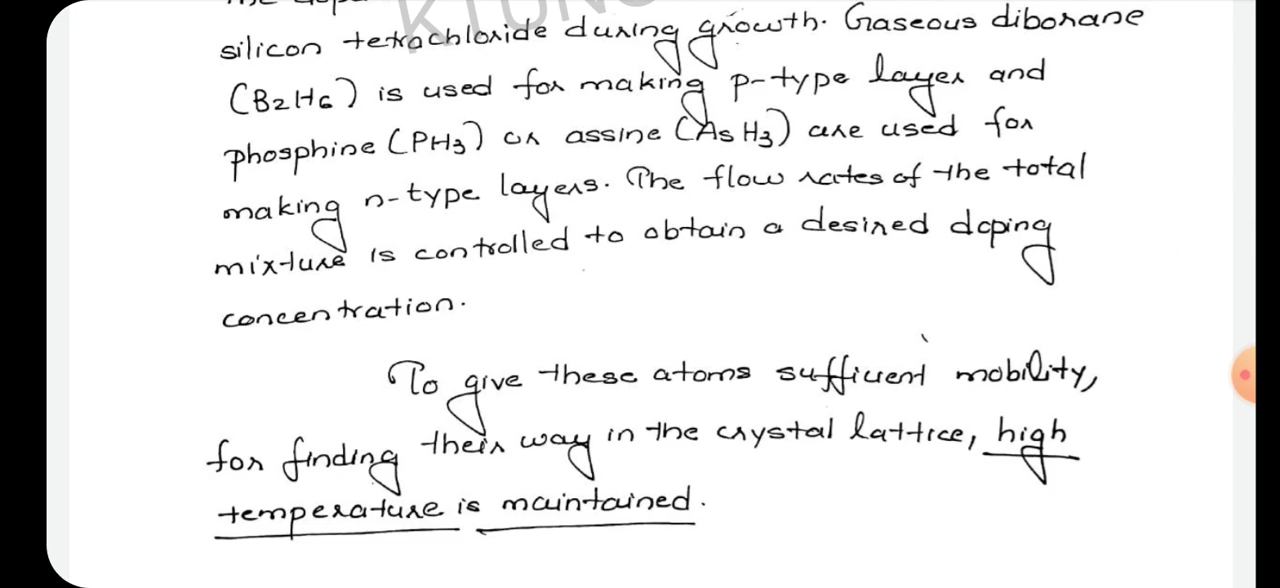 silicon tetrachloride during growth. Gaseous diborane
(B2H6) is used for making p-type layer and
phosphine (PH3) or assine (AsH3) are used for
making n-type layers. The flow rates of the total
mixture is controlled to obtain a desired doping
concentration.
To give these atoms sufficient mobility,
for finding their way in the crystal lattice, high
temperature is maintained.